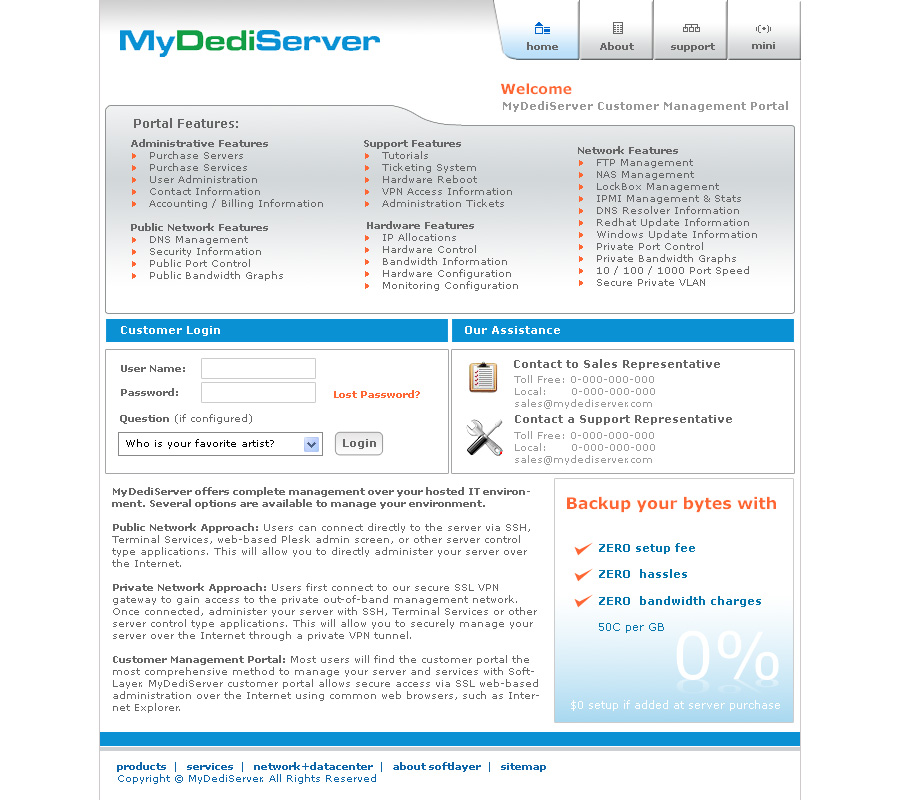 MyDediServer
home
About
support
mini
Welcome
MyDediServer Customer Management Portal
Portal Features:
Administrative Features
Purchase Servers
Purchase Services
User Administration
Contact Information
Accounting / Billing Information
Public Network Features
DNS Management
Security Information
Public Port Control
Public Bandwidth Graphs
Support Features
Tutorials
Ticketing System
Hardware Reboot
VPN Access Information
Administration Tickets
Hardware Features
IP Allocations
Hardware Control
Bandwidth Information
Hardware Configuration
Monitoring Configuration
Network Features
FTP Management
NAS Management
LockBox Management
IPMI Management & Stats
DNS Resolver Information
Redhat Update Information
Windows Update Information
Private Port Control
Private Bandwidth Graphs
10 / 100 / 1000 Port Speed
Secure Private VLAN
Customer Login
User Name:
Password:
Lost Password?
Question (if configured)
Who is your favorite artist?
Login
Our Assistance
Contact to Sales Representative
Toll Free: 0-000-000-000
Local: 0-000-000-000
sales@mydediserver.com
Contact a Support Representative
Toll Free: 0-000-000-000
Local: 0-000-000-000
sales@mydediserver.com
MyDediServer offers complete management over your hosted IT environ-
ment. Several options are available to manage your environment.
Public Network Approach: Users can connect directly to the server via SSH,
Terminal Services, web-based Plesk admin screen, or other server control
type applications. This will allow you to directly administer your server over
the Internet.
Private Network Approach: Users first connect to our secure SSL VPN
gateway to gain access to the private out-of-band management network.
Once connected, administer your server with SSH, Terminal Services or other
server control type applications. This will allow you to securely manage your
server over the Internet through a private VPN tunnel.
Customer Management Portal: Most users will find the customer portal the
most comprehensive method to manage your server and services with Soft-
Layer. MyDediServer customer portal allows secure access via SSL web-based
administration over the Internet using common web browsers, such as Inter-
net Explorer.
Backup your bytes with
ZERO setup fee
ZERO hassles
ZERO bandwidth charges
50C per GB
0%
$0 setup if added at server purchase
products | services | network+datacenter | about softlayer | sitemap
Copyright © MyDediServer. All Rights Reserved